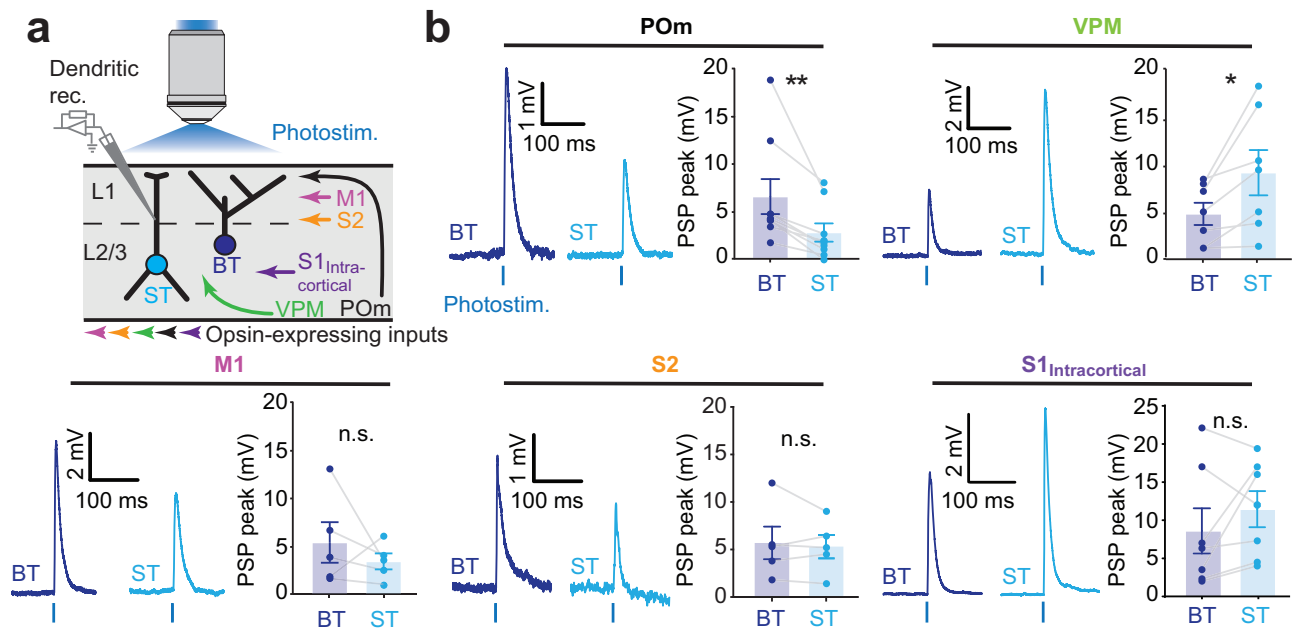 a
Dendritic
rec.
Photostim.
L1
M1
S2
L2/3
BT
S1Intra-
cortical
ST
VPM
POm
Opsin-expressing inputs
b
POm
1 mV
100 ms
BT
ST
Photostim.
PSP peak (mV)
20
15
10
5
0
**
BT
ST
VPM
2 mV
100 ms
BT
ST
PSP peak (mV)
20
15
10
5
0
*
BT
ST
M1
2 mV
100 ms
BT
ST
PSP peak (mV)
20
15
10
5
0
n.s.
BT
ST
S2
1 mV
100 ms
BT
ST
PSP peak (mV)
20
15
10
5
0
n.s.
BT
ST
S1Intracortical
2 mV
100 ms
BT
ST
PSP peak (mV)
25
20
15
10
5
0
n.s.
BT
ST